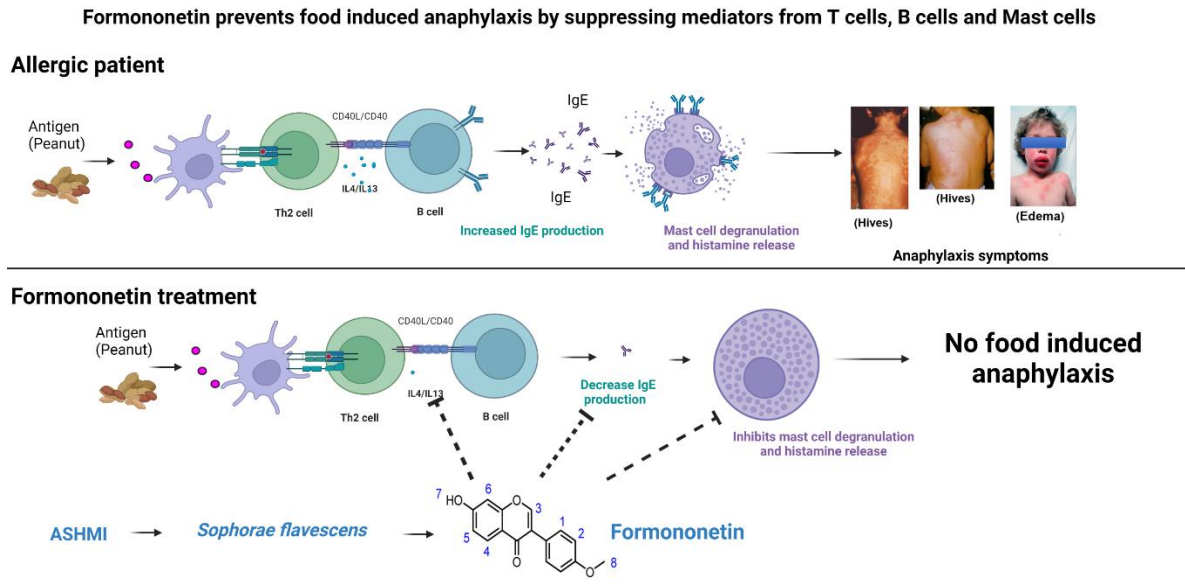 Formononetin prevents food induced anaphylaxis by suppressing mediators from T cells, B cells and Mast cells
Allergic patient
Antigen
(Peanut)
CD40L/CD40
IL4/IL13
Th2 cell
B cell
IgE
IgE
Increased IgE production
Mast cell degranulation
and histamine release
(Hives)
(Hives)
(Edema)
Anaphylaxis symptoms
Formononetin treatment
Antigen
(Peanut)
CD40L/CD40
IL4/IL13
Th2 cell
B cell
Decrease IgE
production
Inhibits mast cell degranulation
and histamine release
No food induced
anaphylaxis
ASHMI
Sophorae flavescens
7
HO
6
O
3
1
2
5
4
O
O
8
Formononetin